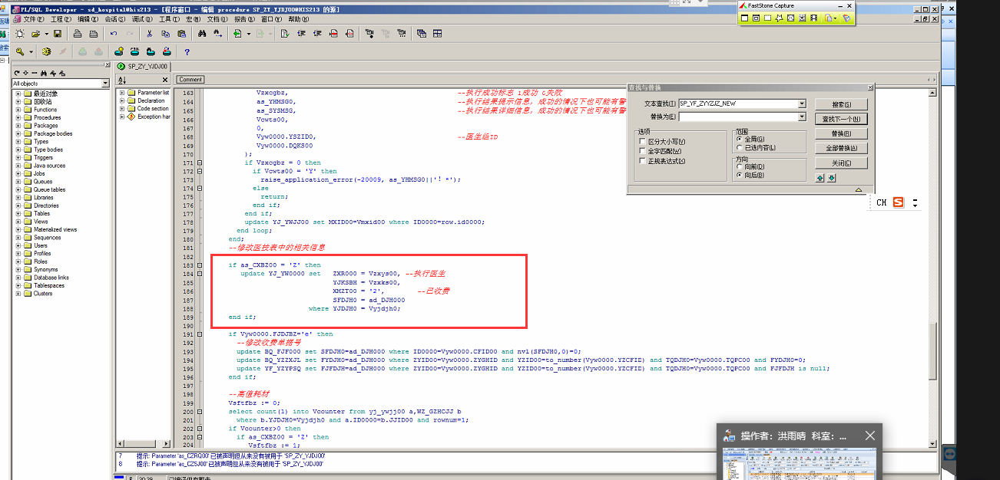 PL/SQL Developer - sd_hospital@his213 - [程序窗口 - 编辑 procedure SP_ZY_YJDJ00@HIS213 的源]
文件(F) 工程(P) 编辑(E) 会话(S) 调试(D) 工具(T) 宏(M) 文档(O) 报告(R) 窗口(W) 帮助(H)
FastStone Capture
SP_ZY_YJDJ00
All objects
最近对象
回收站
Functions
Procedures
Packages
Package bodies
Types
Type bodies
Triggers
Java sources
Jobs
Queues
Queue tables
Libraries
Directories
Tables
Views
Materialized views
Sequences
Users
Profiles
Roles
Synonyms
Database links
Tablespaces
Clusters
Parameter list
Declaration
Code section
Exception har
Comment
163 Vzxcgbz, --执行成功标志 1成功 0失败
164 as_YHMSG0, --执行结果提示信息，成功的情况下也可能有警
165 as_SYSMSG, --执行结果详细信息，成功的情况下也可能有警
166 Vcwts00,
167 0,
168 Vyw0000.YSZID0, --医生组ID
169 Vyw0000.DQKS00
170 );
171 if Vzxcgbz = 0 then
172 if Vcwts00 = 'Y' then
173 raise_application_error(-20009, as_YHMSG0||'！*');
174 else
175 return;
176 end if;
177 end if;
178 update YJ_YWJJ00 set MXID00=Vmxid00 where ID0000=row.id0000;
179 end loop;
180 end;
181 --修改医技表中的相关信息
182
183 if as_CXBZ00 = 'Z' then
184 update YJ_YW0000 set ZXR000 = Vzxys00, --执行医生
185 YJKSBH = Vzxks00,
186 XMZT00 = '2', --已收费
187 SFDJH0 = ad_DJH000
188 where YJDJH0 = Vyjdjh0;
189 end if;
190
191 if Vyw0000.FJDJBZ='e' then
192 --修改收费单据号
193 update BQ_FJF000 set SFDJH0=ad_DJH000 where ID0000=Vyw0000.CFID00 and nvl(SFDJH0,0)=0;
194 update BQ_YZZXJL set FYDJH0=ad_DJH000 where ZYID00=Vyw0000.ZYGHID and YZID00=to_number(Vyw0000.YZCFID) and TQDJH0=Vyw0000.TQPC00 and FYDJH0=0;
195 update YF_YZYPSQ set FJFDJH=ad_DJH000 where ZYID00=Vyw0000.ZYGHID and YZID00=to_number(Vyw0000.YZCFID) and TQDJH0=Vyw0000.TQPC00 and FJFDJH is null;
196 end if;
197
198 --高值耗材
199 Vsftfbz := 0;
200 select count(1) into Vcounter from yj_ywjj00 a,WZ_GZHCJJ b
201 where b.YJDJH0=Vyjdjh0 and a.ID0000=b.JJID00 and rownum=1;
202 if Vcounter>0 then
203 if as_CXBZ00 = 'Z' then
204 Vsftfbz := 1;
查找与替换
文本查找(T) SP_YF_ZYYZJZ_NEW
替换为(E)
选项
区分大小写(V)
全字匹配(W)
正规表达式(X)
范围
全局(G)
已选内容(L)
方向
向前(D)
向后(B)
搜索(S)
查找下一个(N)
替换(R)
全部替换(A)
关闭(C)
CH
7 提示: Parameter 'as_CZRQ00' 已被声明但从来没有被用于 'SP_ZY_YJDJ00'
8 提示: Parameter 'as_CZSJ00' 已被声明但从来没有被用于 'SP_ZY_YJDJ00'
操作者: 洪雨晴 科室: ...